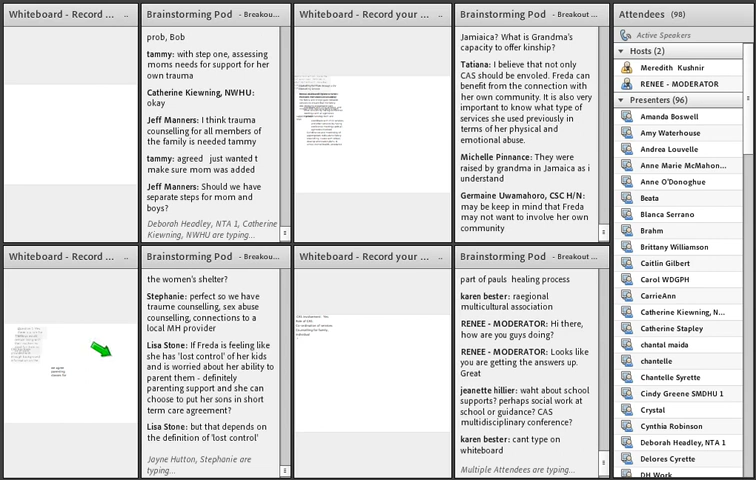 Whiteboard - Record ...
prob, Bob
tammy: with step one, assessing
moms needs for support for her
own trauma
Catherine Kiewning, NWHU:
okay
Jeff Manners: I think trauma
counselling for all members of
the family is needed tammy
tammy: agreed just wanted t
make sure mom was added
Jeff Manners: Should we have
separate steps for mom and
boys?
Deborah Headley, NTA 1, Catherine
Kiewning, NWHU are typing...
Brainstorming Pod - Breakou...
Whiteboard - Record your ...
Brainstorming Pod - Breakout ...
Jamiaica? What is Grandma's
capacity to offer kinship?
Tatiana: I believe that not only
CAS should be envoled. Freda can
benefit from the connection with
her own community. It is also very
important to know what type of
services she used previously in
terms of her physical and
emotional abuse.
Michelle Pinnance: They were
raised by grandma in Jamaica as i
understand
Germaine Uwamahoro, CSC H/N:
may be keep in mind that Freda
may not want to involve her own
community
Whiteboard - Record ...
Brainstorming Pod - Breakou...
the women's shelter?
Stephanie: perfect so we have
traume counselling, sex abuse
counselling, connections to a
local MH provider
Lisa Stone: If Freda is feeling like
she has 'lost control' of her kids
and is worried about her ability to
parent them - definitely
parenting support and she can
choose to put her sons in short
term care agreement?
Lisa Stone: but that depends on
the definition of 'lost control'
Jayne Hutton, Stephanie are
typing...
Whiteboard - Record your ...
Brainstorming Pod - Breakout ...
part of pauls healing process
karen bester: raegional
multicultural association
RENEE - MODERATOR: Hi there,
how are you guys doing?
RENEE - MODERATOR: Looks like
you are getting the answers up.
Great
jeanette hillier: waht about school
supports? perhaps social work at
school or guidance? CAS
multidisciplinary conference?
karen bester: cant type on
whiteboard
Multiple Attendees are typing...
Attendees (98)
Active Speakers
Hosts (2)
Meredith Kushnir
RENEE - MODERATOR
Presenters (96)
Amanda Boswell
Amy Waterhouse
Andrea Louvelle
Anne Marie McMahon...
Anne O'Donoghue
Beata
Blanca Serrano
Brahm
Brittany Williamson
Caitlin Gilbert
Carol WDGPH
CarrieAnn
Catherine Kiewning, N...
Catherine Stapley
chantal maida
chantelle
Chantelle Syrette
Cindy Greene SMDHU 1
Crystal
Cynthia Robinson
Deborah Headley, NTA 1
Delores Cyrette
DH Work